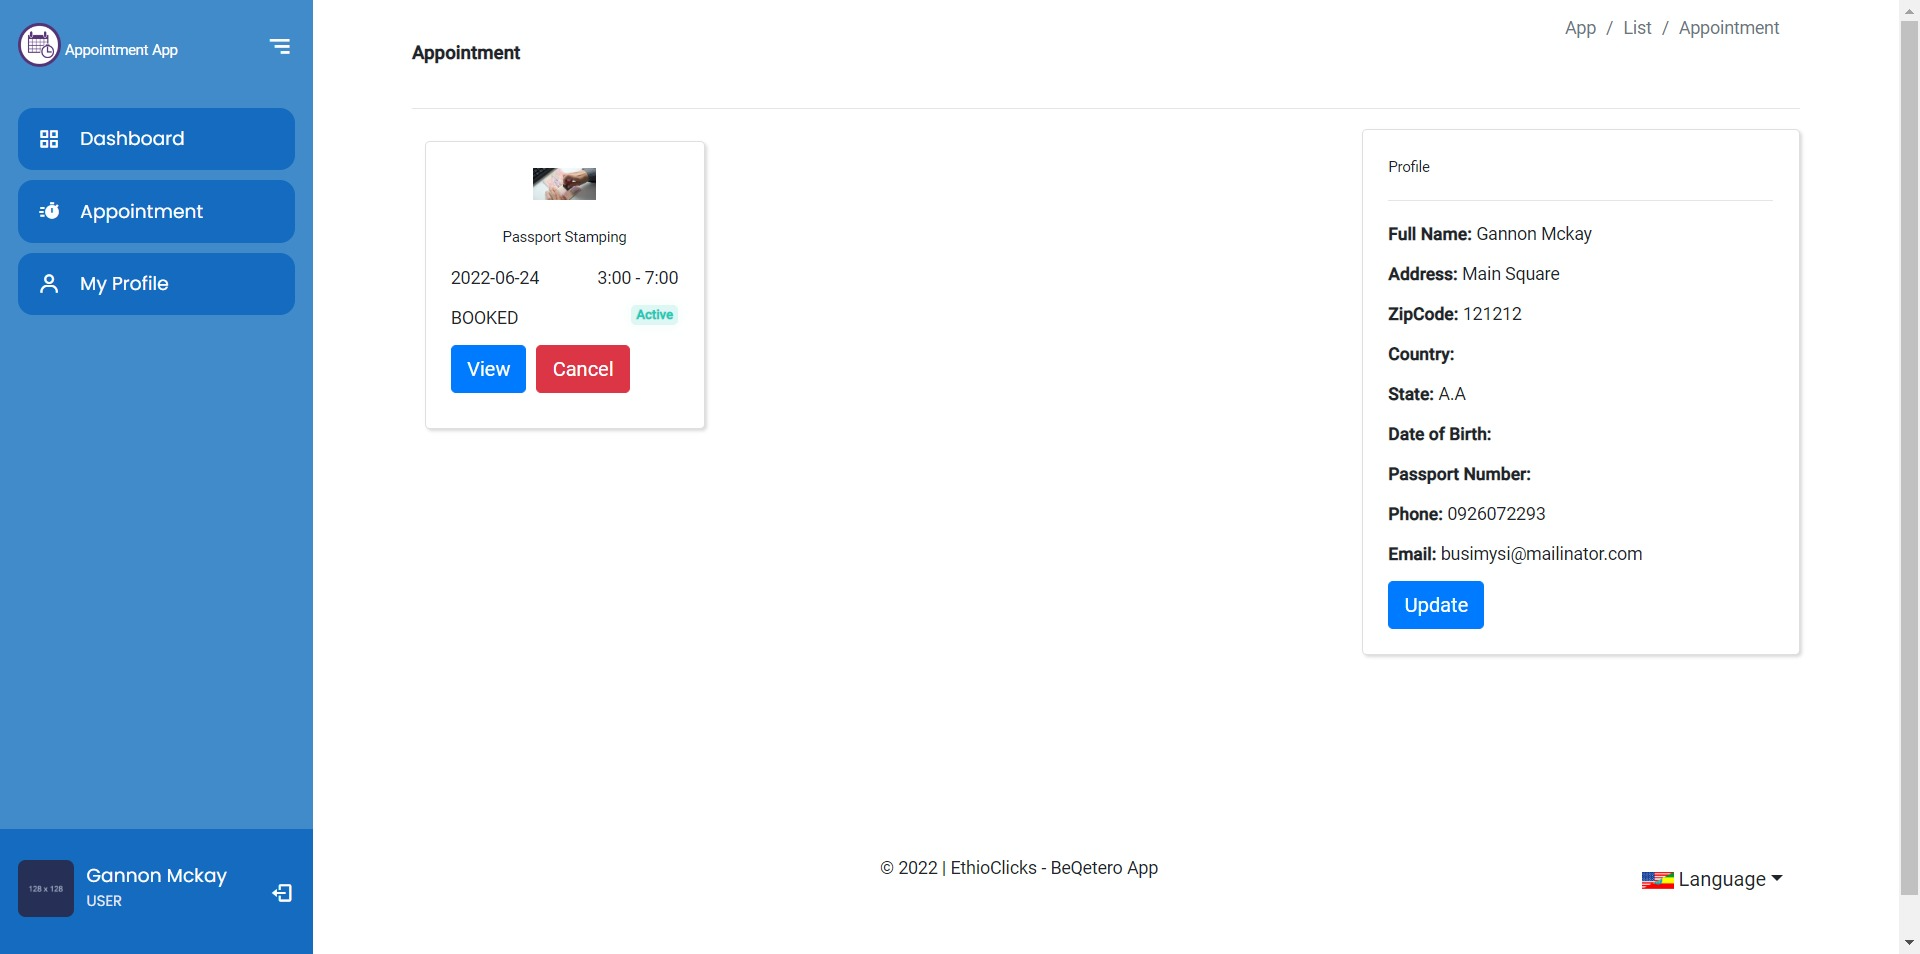 Appointment App
Dashboard
Appointment
My Profile
Gannon Mckay
USER
128 x 128
App / List / Appointment
Appointment
Passport Stamping
2022-06-24 3:00 - 7:00
BOOKED Active
View Cancel
Profile
Full Name: Gannon Mckay
Address: Main Square
ZipCode: 121212
Country:
State: A.A
Date of Birth:
Passport Number:
Phone: 0926072293
Email: busimysi@mailinator.com
Update
© 2022 | EthioClicks - BeQetero App
Language